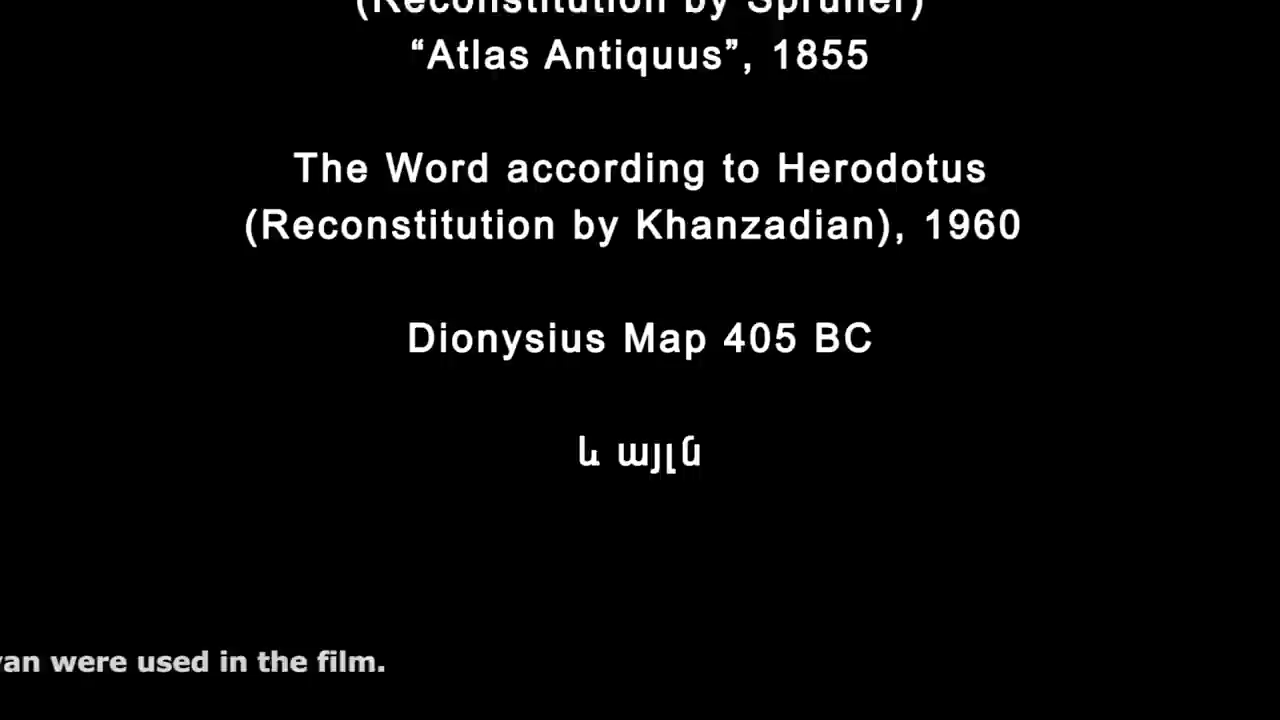 (Reconstitution by Spruner)
“Atlas Antiquus”, 1855
The Word according to Herodotus
(Reconstitution by Khanzadian), 1960
Dionysius Map 405 BC
և այլն
were used in the film.